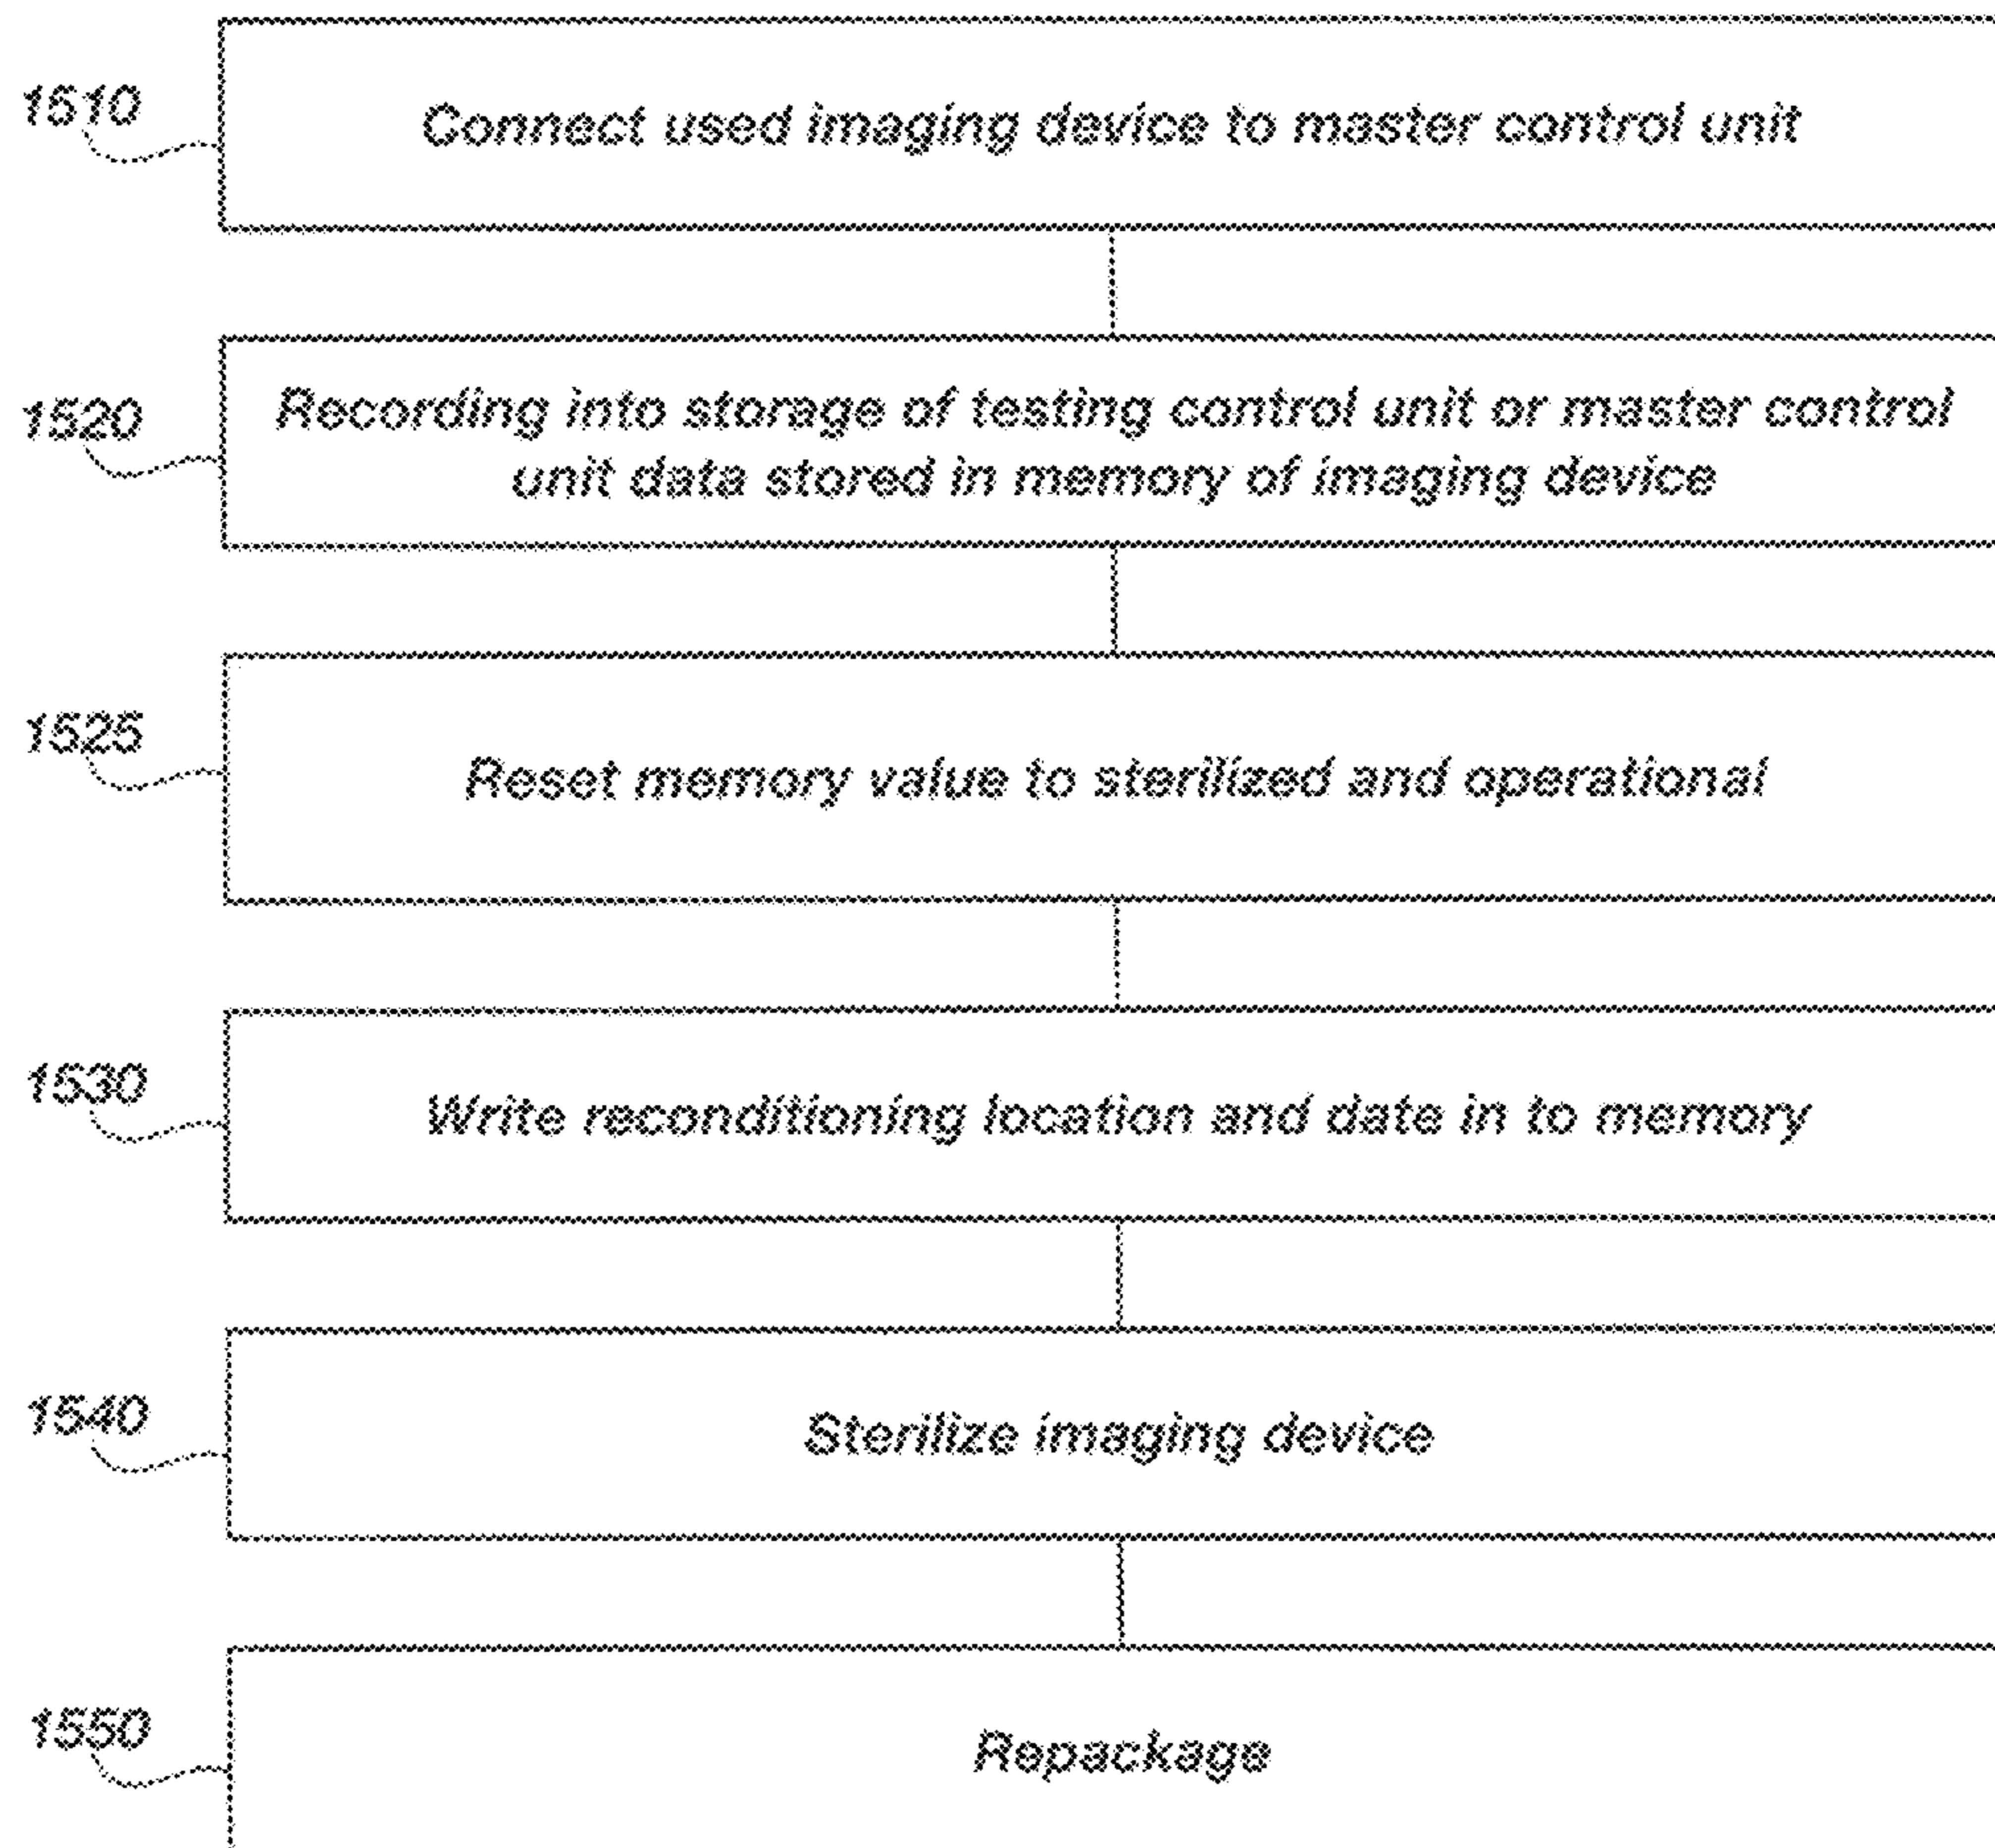 1510
Connect used imaging device to master control unit
1520
Recording into storage of testing control unit or master control
unit data stored in memory of imaging device
1525
Reset memory value to sterilized and operational
1530
Write reconditioning location and date in to memory
1540
Sterilize imaging device
1550
Repackage